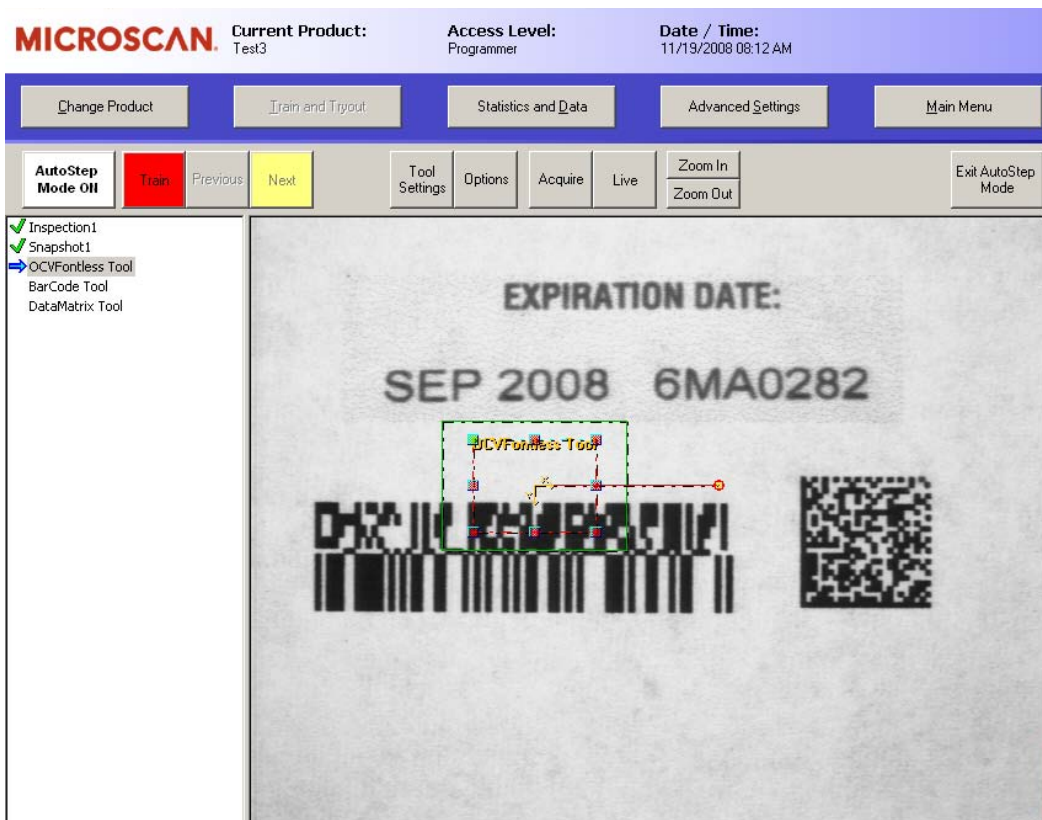 MICROSCAN.
Current Product:
Test3
Access Level:
Programmer
Date / Time:
11/19/2008 08:12 AM
Change Product
Train and Tryout
Statistics and Data
Advanced Settings
Main Menu
AutoStep Mode ON
Train
Previous
Next
Tool Settings
Options
Acquire
Live
Zoom In
Zoom Out
Exit AutoStep Mode
Inspection1
Snapshot1
OCVFontless Tool
BarCode Tool
DataMatrix Tool
EXPIRATION DATE:
SEP 2008 6MA0282
OCVFontless Tool